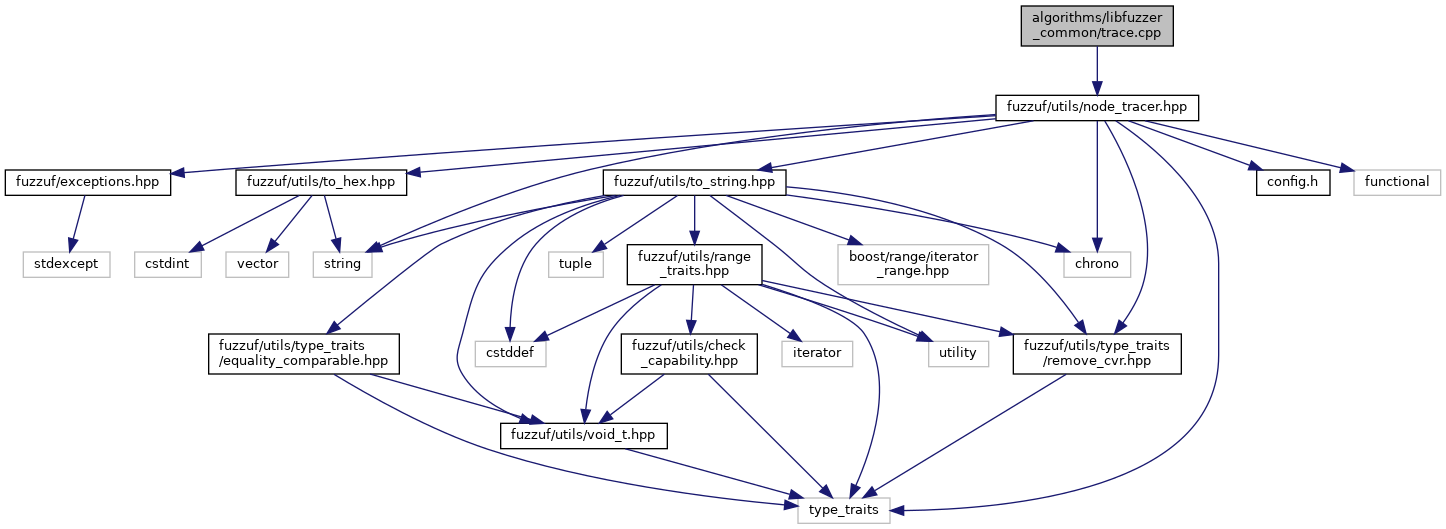 algorithms/libfuzzer
_common/trace.cpp
fuzzuf/utils/node_tracer.hpp
fuzzuf/exceptions.hpp
fuzzuf/utils/to_hex.hpp
fuzzuf/utils/to_string.hpp
config.h
functional
stdexcept
cstdint
vector
string
tuple
fuzzuf/utils/range
_traits.hpp
boost/range/iterator
_range.hpp
chrono
fuzzuf/utils/type_traits
/equality_comparable.hpp
cstddef
fuzzuf/utils/check
_capability.hpp
iterator
utility
fuzzuf/utils/type_traits
/remove_cvr.hpp
fuzzuf/utils/void_t.hpp
type_traits